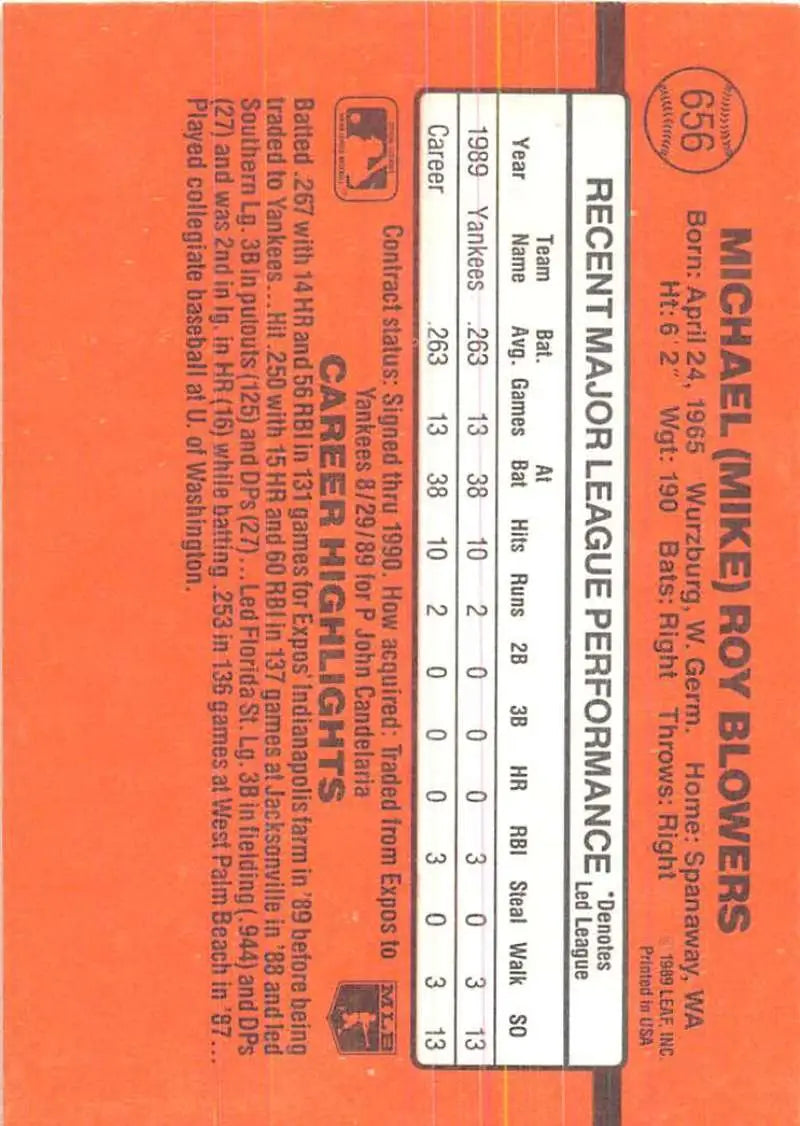 656
MICHAEL (MIKE) ROY BLOWERS
Born: April 24, 1965 Wurzburg, W. Germ. Home: Spanaway, WA
Ht: 6' 2" Wgt: 190 Bats: Right Throws: Right
© 1989 LEAF, INC.
Printed in USA
RECENT MAJOR LEAGUE PERFORMANCE *Denotes Led League
Year Team Name Bat. Avg. Games At Bat Hits Runs 2B 3B HR RBI Steal Walk SO
1989 Yankees .263 13 38 10 2 0 0 0 3 0 3 13
Career .263 13 38 10 2 0 0 0 3 0 3 13
Contract status: Signed thru 1990. How acquired: Traded from Expos to
Yankees 8/29/89 for P John Candelaria
MLB
CAREER HIGHLIGHTS
Batted .267 with 14 HR and 56 RBI in 131 games for Expos' Indianapolis farm in '89 before being
traded to Yankees...Hit .250 with 15 HR and 60 RBI in 137 games at Jacksonville in '88 and led
Southern Lg. 3B in putouts (125) and DPs (27)...Led Florida St. Lg. 3B in fielding (.944) and DPs
(27) and was 2nd in lg. in HR (16) while batting .253 in 136 games at West Palm Beach in '87...
Played collegiate baseball at U. of Washington.